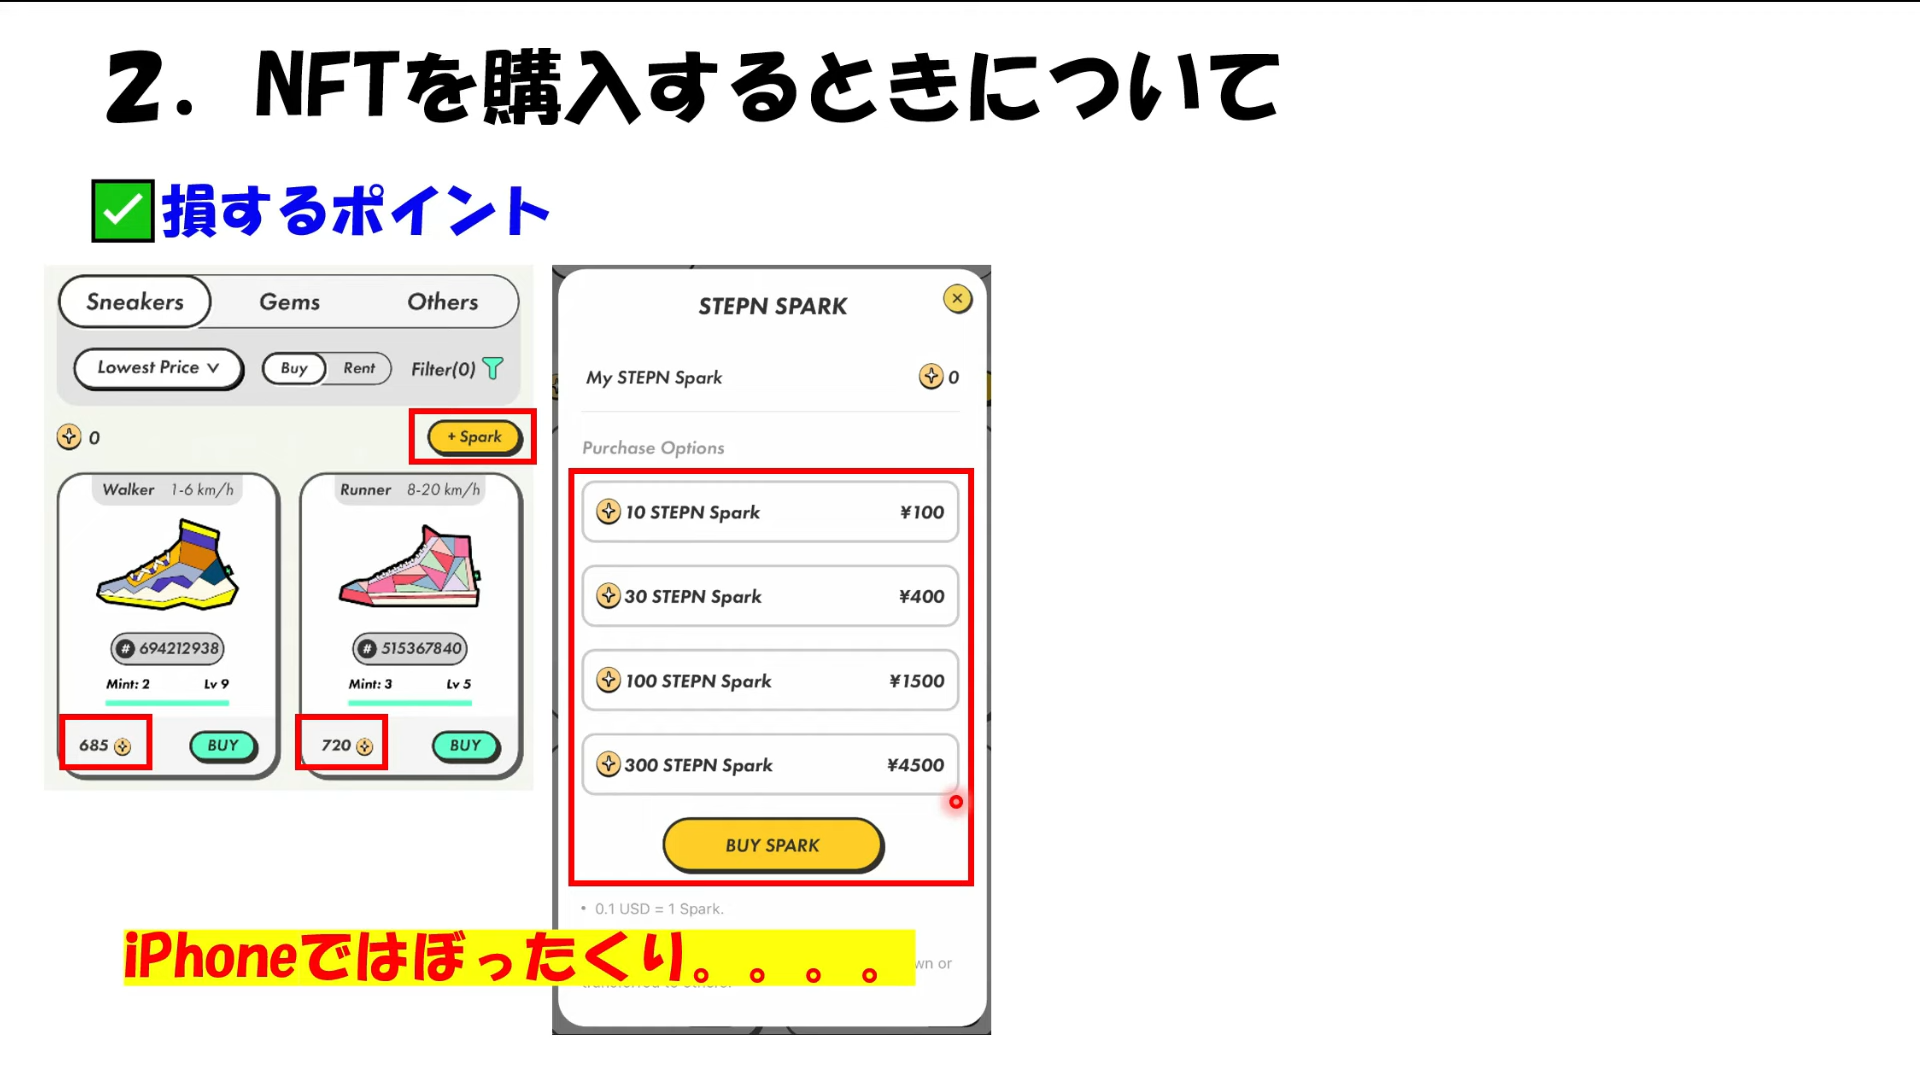 2. NFTを購入するときについて
✅損するポイント
Sneakers Gems Others
Lowest Price Buy Rent Filter(0)
0 + Spark
Walker 1-6 km/h
# 694212938
Mint: 2 Lv 9
685 BUY
Runner 8-20 km/h
# 515367840
Mint: 3 Lv 5
720 BUY
STEPN SPARK ×
My STEPN Spark 0
Purchase Options
10 STEPN Spark ¥100
30 STEPN Spark ¥400
100 STEPN Spark ¥1500
300 STEPN Spark ¥4500
BUY SPARK
• 0.1 USD = 1 Spark.
iPhoneではぼったくり。。。。
or